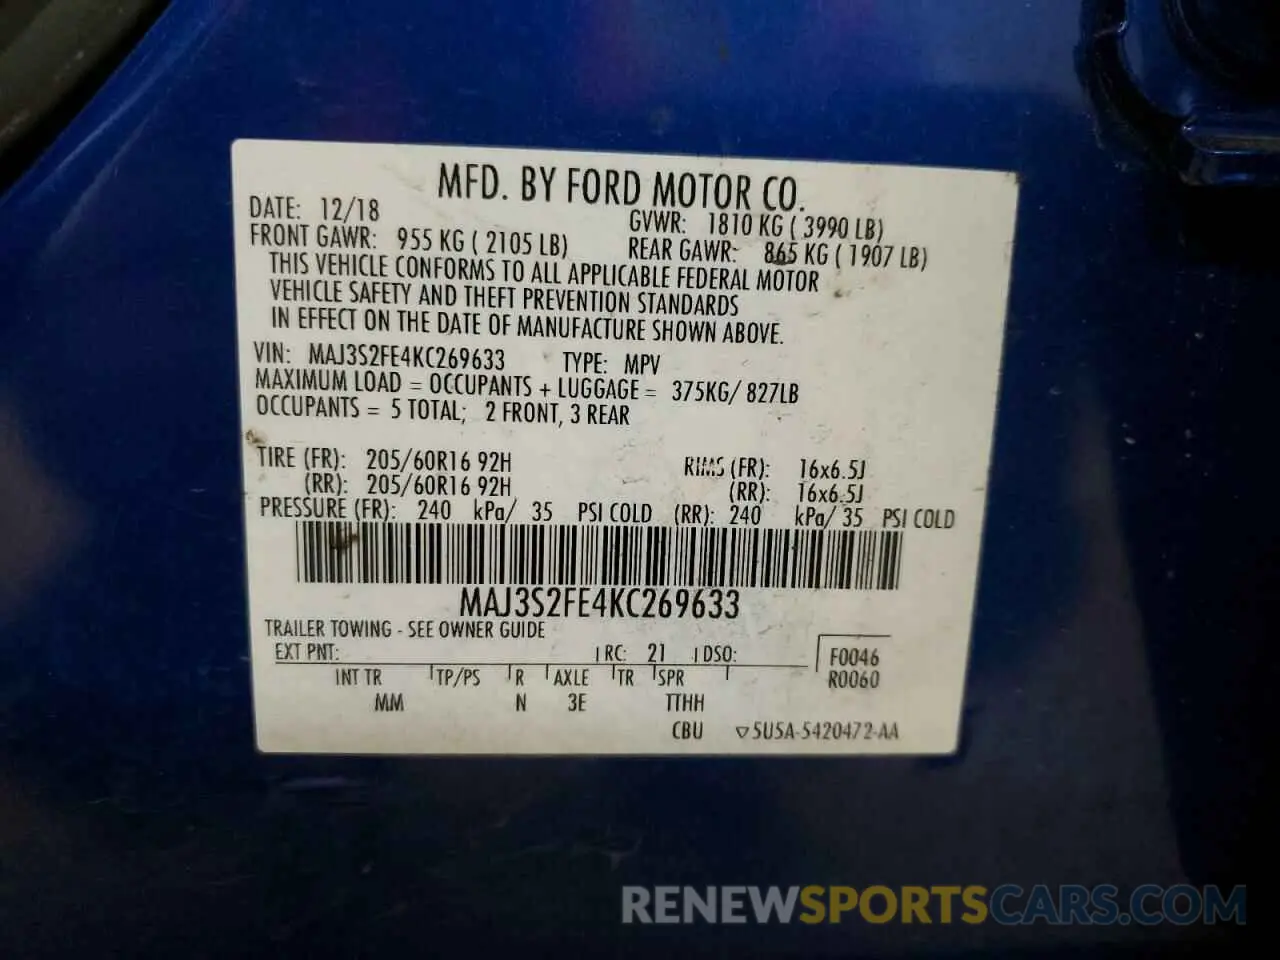 MFD. BY FORD MOTOR CO.
DATE: 12/18 GVWR: 1810 KG ( 3990 LB)
FRONT GAWR: 955 KG ( 2105 LB) REAR GAWR: 865 KG ( 1907 LB)
THIS VEHICLE CONFORMS TO ALL APPLICABLE FEDERAL MOTOR
VEHICLE SAFETY AND THEFT PREVENTION STANDARDS
IN EFFECT ON THE DATE OF MANUFACTURE SHOWN ABOVE.
VIN: MAJ3S2FE4KC269633 TYPE: MPV
MAXIMUM LOAD = OCCUPANTS + LUGGAGE = 375KG/ 827LB
OCCUPANTS = 5 TOTAL; 2 FRONT, 3 REAR
TIRE (FR): 205/60R16 92H RIMS (FR): 16x6.5J
(RR): 205/60R16 92H (RR): 16x6.5J
PRESSURE (FR): 240 kPa/ 35 PSI COLD (RR): 240 kPa/ 35 PSI COLD
MAJ3S2FE4KC269633
TRAILER TOWING - SEE OWNER GUIDE
EXT PNT: RC: 21 DSO: F0046
INT TR TP/PS R AXLE TR SPR R0060
MM N 3E TTHH
CBU ▽5U5A-5420472-AA
RENEWSPORTSCARS.COM